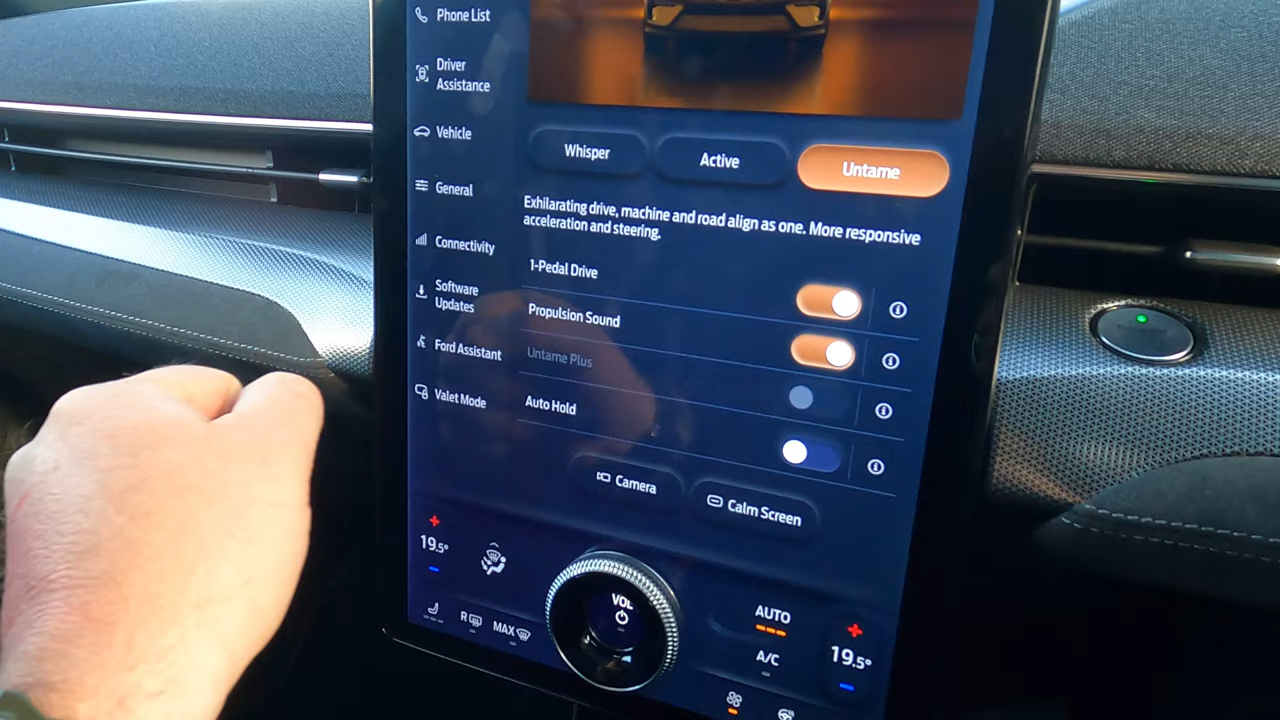 Phone List
Driver
Assistance
Vehicle
General
Connectivity
Software
Updates
Ford Assistant
Valet Mode
Whisper
Active
Untame
Exhilarating drive, machine and road align as one. More responsive
acceleration and steering.
1-Pedal Drive
Propulsion Sound
Untame Plus
Auto Hold
Camera
Calm Screen
19.5°
R
MAX
VOL
AUTO
A/C
19.5°